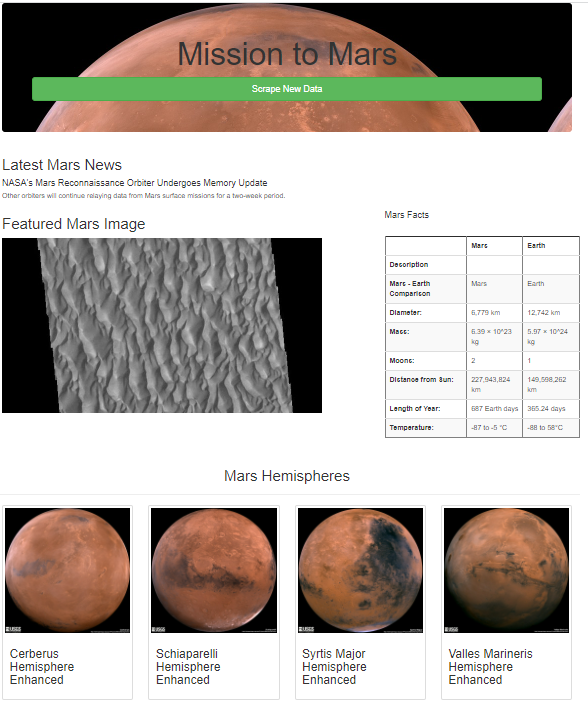 Mission to Mars
Scrape New Data
Latest Mars News
NASA's Mars Reconnaissance Orbiter Undergoes Memory Update
Other orbiters will continue relaying data from Mars surface missions for a two-week period.
Featured Mars Image
Mars Facts
Mars Earth
Description
Mars - Earth Mars Earth
Comparison
Diameter: 6,779 km 12,742 km
Mass: 6.39 × 10^23 5.97 × 10^24
kg kg
Moons: 2 1
Distance from Sun: 227,943,824 149,598,262
km km
Length of Year: 687 Earth days 365.24 days
Temperature: -87 to -5 °C -88 to 58°C
Mars Hemispheres
USGS USGS USGS USGS
Cerberus
Hemisphere
Enhanced
Schiaparelli
Hemisphere
Enhanced
Syrtis Major
Hemisphere
Enhanced
Valles Marineris
Hemisphere
Enhanced